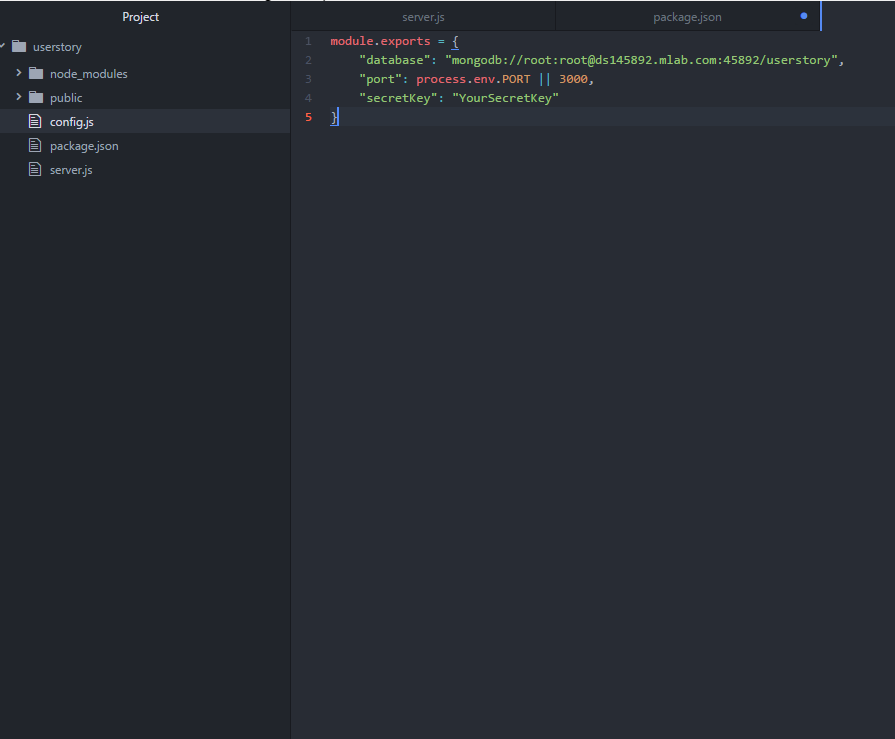 Project
userstory
node_modules
public
config.js
package.json
server.js
server.js package.json
1 module.exports = {
2 "database": "mongodb://root:root@ds145892.mlab.com:45892/userstory",
3 "port": process.env.PORT || 3000,
4 "secretKey": "YourSecretKey"
5 }